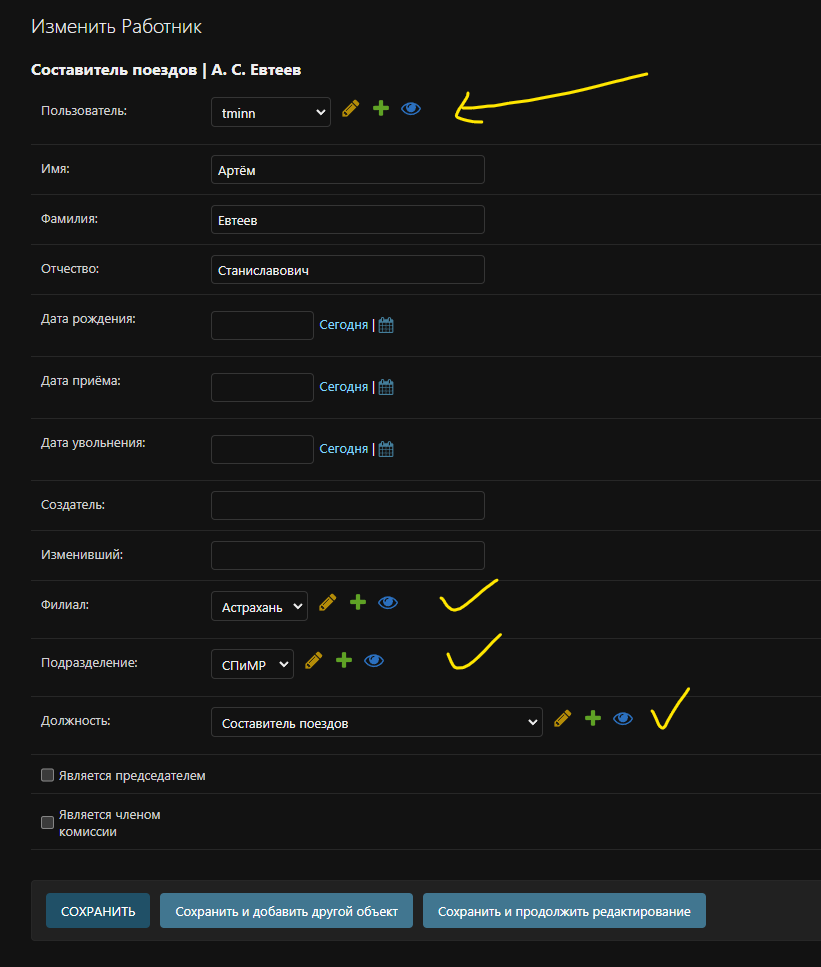 Изменить Работник
Составитель поездов | А. С. Евтеев
Пользователь: tminn
Имя: Артём
Фамилия: Евтеев
Отчество: Станиславович
Дата рождения: Сегодня |
Дата приёма: Сегодня |
Дата увольнения: Сегодня |
Создатель:
Изменивший:
Филиал: Астрахань
Подразделение: СПиМР
Должность: Составитель поездов
Является председателем
Является членом
комиссии
СОХРАНИТЬ Сохранить и добавить другой объект Сохранить и продолжить редактирование